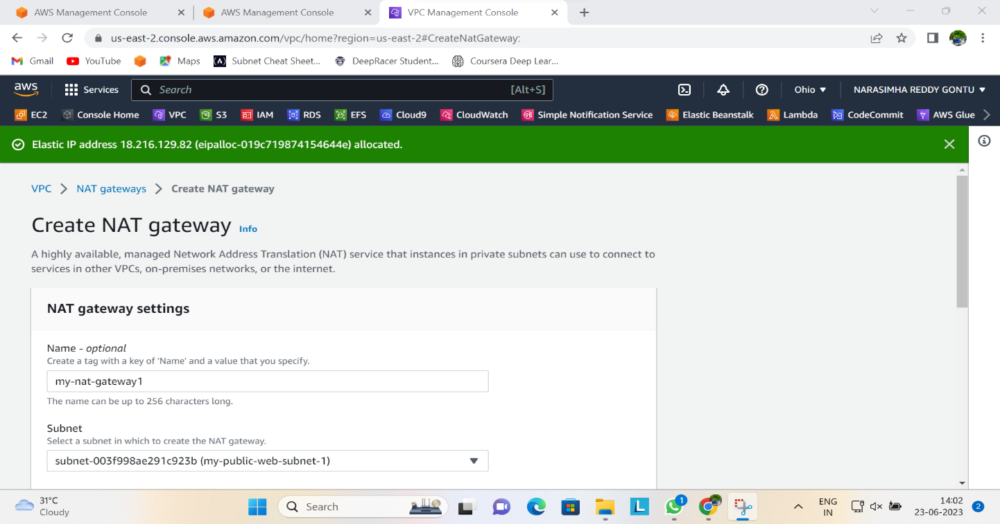 AWS Management Console
AWS Management Console
VPC Management Console
us-east-2.console.aws.amazon.com/vpc/home?region=us-east-2#CreateNatGateway:
Gmail
YouTube
Maps
Subnet Cheat Sheet...
DeepRacer Student...
Coursera Deep Lear...
aws
Services
Search
[Alt+S]
Ohio
NARASIMHA REDDY GONTU
EC2
Console Home
VPC
S3
IAM
RDS
EFS
Cloud9
CloudWatch
Simple Notification Service
Elastic Beanstalk
Lambda
CodeCommit
AWS Glue
Elastic IP address 18.216.129.82 (eipalloc-019c719874154644e) allocated.
VPC
NAT gateways
Create NAT gateway
Create NAT gateway Info
A highly available, managed Network Address Translation (NAT) service that instances in private subnets can use to connect to
services in other VPCs, on-premises networks, or the internet.
NAT gateway settings
Name - optional
Create a tag with a key of 'Name' and a value that you specify.
my-nat-gateway1
The name can be up to 256 characters long.
Subnet
Select a subnet in which to create the NAT gateway.
subnet-003f998ae291c923b (my-public-web-subnet-1)
31°C
Cloudy
Search
L
1
ENG
IN
14:02
23-06-2023
2